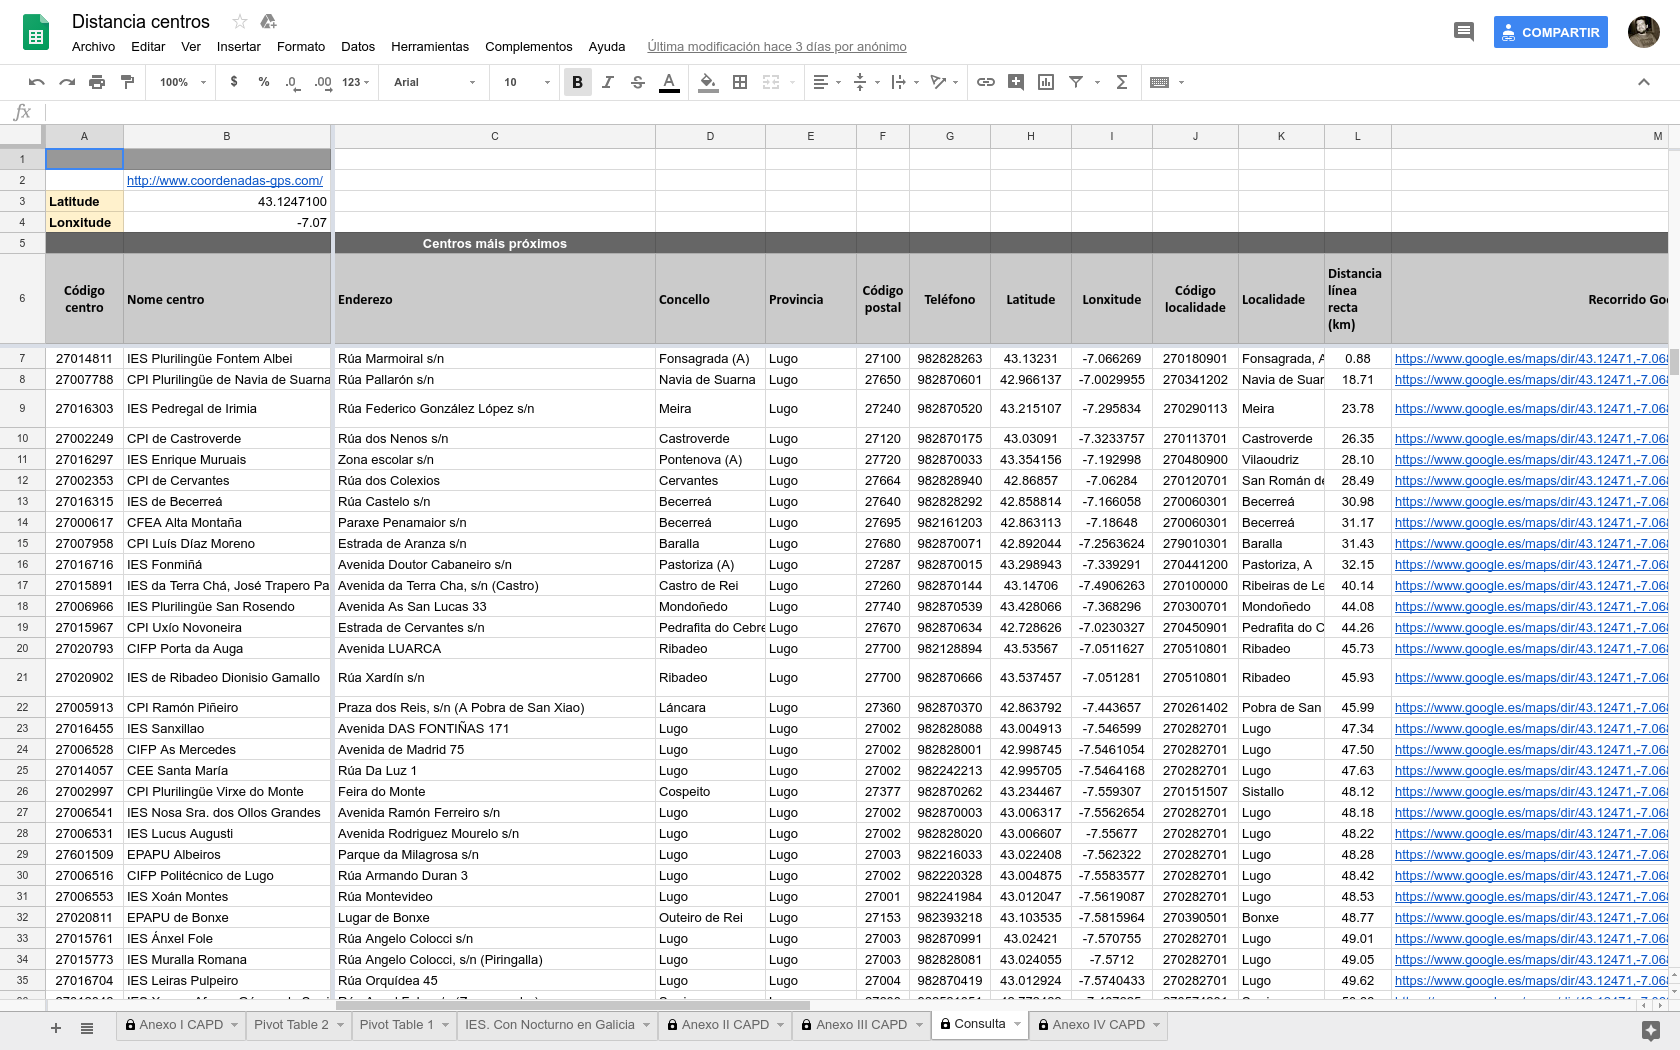 Distancia centros
Archivo Editar Ver Insertar Formato Datos Herramientas Complementos Ayuda Última modificación hace 3 días por anónimo
COMPARTIR
100% $ % .0 .00 123 Arial 10 B I S A Σ
fx
A B C D E F G H I J K L M
1
2 http://www.coordenadas-gps.com/
3 Latitude 43.1247100
4 Lonxitude -7.07
5 Centros máis próximos
6 Código centro Nome centro Enderezo Concello Provincia Código postal Teléfono Latitude Lonxitude Código localidade Localidade Distancia línea recta (km) Recorrido Goo
7 27014811 IES Plurilingüe Fontem Albei Rúa Marmoiral s/n Fonsagrada (A) Lugo 27100 982828263 43.13231 -7.066269 270180901 Fonsagrada, A 0.88 https://www.google.es/maps/dir/43.12471,-7.068
8 27007788 CPI Plurilingüe de Navia de Suarna Rúa Pallarón s/n Navia de Suarna Lugo 27650 982870601 42.966137 -7.0029955 270341202 Navia de Suar 18.71 https://www.google.es/maps/dir/43.12471,-7.068
9 27016303 IES Pedregal de Irimia Rúa Federico González López s/n Meira Lugo 27240 982870520 43.215107 -7.295834 270290113 Meira 23.78 https://www.google.es/maps/dir/43.12471,-7.068
10 27002249 CPI de Castroverde Rúa dos Nenos s/n Castroverde Lugo 27120 982870175 43.03091 -7.3233757 270113701 Castroverde 26.35 https://www.google.es/maps/dir/43.12471,-7.068
11 27016297 IES Enrique Muruais Zona escolar s/n Pontenova (A) Lugo 27720 982870033 43.354156 -7.192998 270480900 Vilaoudriz 28.10 https://www.google.es/maps/dir/43.12471,-7.068
12 27002353 CPI de Cervantes Rúa dos Colexios Cervantes Lugo 27664 982828940 42.86857 -7.06284 270120701 San Román de 28.49 https://www.google.es/maps/dir/43.12471,-7.068
13 27016315 IES de Becerreá Rúa Castelo s/n Becerreá Lugo 27640 982828292 42.858814 -7.166058 270060301 Becerreá 30.98 https://www.google.es/maps/dir/43.12471,-7.068
14 27000617 CFEA Alta Montaña Paraxe Penamaior s/n Becerreá Lugo 27695 982161203 42.863113 -7.18648 270060301 Becerreá 31.17 https://www.google.es/maps/dir/43.12471,-7.068
15 27007958 CPI Luís Díaz Moreno Estrada de Aranza s/n Baralla Lugo 27680 982870071 42.892044 -7.2563624 279010301 Baralla 31.43 https://www.google.es/maps/dir/43.12471,-7.068
16 27016716 IES Fonmiñá Avenida Doutor Cabaneiro s/n Pastoriza (A) Lugo 27287 982870015 43.298943 -7.339291 270441200 Pastoriza, A 32.15 https://www.google.es/maps/dir/43.12471,-7.068
17 27015891 IES da Terra Chá, José Trapero Pa Avenida da Terra Cha, s/n (Castro) Castro de Rei Lugo 27260 982870144 43.14706 -7.4906263 270100000 Ribeiras de Le 40.14 https://www.google.es/maps/dir/43.12471,-7.068
18 27006966 IES Plurilingüe San Rosendo Avenida As San Lucas 33 Mondoñedo Lugo 27740 982870539 43.428066 -7.368296 270300701 Mondoñedo 44.08 https://www.google.es/maps/dir/43.12471,-7.068
19 27015967 CPI Uxío Novoneira Estrada de Cervantes s/n Pedrafita do Cebre Lugo 27670 982870634 42.728626 -7.0230327 270450901 Pedrafita do C 44.26 https://www.google.es/maps/dir/43.12471,-7.068
20 27020793 CIFP Porta da Auga Avenida LUARCA Ribadeo Lugo 27700 982128894 43.53567 -7.0511627 270510801 Ribadeo 45.73 https://www.google.es/maps/dir/43.12471,-7.068
21 27020902 IES de Ribadeo Dionisio Gamallo Rúa Xardín s/n Ribadeo Lugo 27700 982870666 43.537457 -7.051281 270510801 Ribadeo 45.93 https://www.google.es/maps/dir/43.12471,-7.068
22 27005913 CPI Ramón Piñeiro Praza dos Reis, s/n (A Pobra de San Xiao) Láncara Lugo 27360 982870370 42.863792 -7.443657 270261402 Pobra de San 45.99 https://www.google.es/maps/dir/43.12471,-7.068
23 27016455 IES Sanxillao Avenida DAS FONTIÑAS 171 Lugo Lugo 27002 982828088 43.004913 -7.546599 270282701 Lugo 47.34 https://www.google.es/maps/dir/43.12471,-7.068
24 27006528 CIFP As Mercedes Avenida de Madrid 75 Lugo Lugo 27002 982828001 42.998745 -7.5461054 270282701 Lugo 47.50 https://www.google.es/maps/dir/43.12471,-7.068
25 27014057 CEE Santa María Rúa Da Luz 1 Lugo Lugo 27002 982242213 42.995705 -7.5464168 270282701 Lugo 47.63 https://www.google.es/maps/dir/43.12471,-7.068
26 27002997 CPI Plurilingüe Virxe do Monte Feira do Monte Cospeito Lugo 27377 982870262 43.234467 -7.559307 270151507 Sistallo 48.12 https://www.google.es/maps/dir/43.12471,-7.068
27 27006541 IES Nosa Sra. dos Ollos Grandes Avenida Ramón Ferreiro s/n Lugo Lugo 27002 982870003 43.006317 -7.5562654 270282701 Lugo 48.18 https://www.google.es/maps/dir/43.12471,-7.068
28 27006531 IES Lucus Augusti Avenida Rodriguez Mourelo s/n Lugo Lugo 27002 982828020 43.006607 -7.55677 270282701 Lugo 48.22 https://www.google.es/maps/dir/43.12471,-7.068
29 27601509 EPAPU Albeiros Parque da Milagrosa s/n Lugo Lugo 27003 982216033 43.022408 -7.562322 270282701 Lugo 48.28 https://www.google.es/maps/dir/43.12471,-7.068
30 27006516 CIFP Politécnico de Lugo Rúa Armando Duran 3 Lugo Lugo 27002 982220328 43.004875 -7.5583577 270282701 Lugo 48.42 https://www.google.es/maps/dir/43.12471,-7.068
31 27006553 IES Xoán Montes Rúa Montevideo Lugo Lugo 27001 982241984 43.012047 -7.5619087 270282701 Lugo 48.53 https://www.google.es/maps/dir/43.12471,-7.068
32 27020811 EPAPU de Bonxe Lugar de Bonxe Outeiro de Rei Lugo 27153 982393218 43.103535 -7.5815964 270390501 Bonxe 48.77 https://www.google.es/maps/dir/43.12471,-7.068
33 27015761 IES Ánxel Fole Rúa Angelo Colocci s/n Lugo Lugo 27003 982870991 43.02421 -7.570755 270282701 Lugo 49.01 https://www.google.es/maps/dir/43.12471,-7.068
34 27015773 IES Muralla Romana Rúa Angelo Colocci, s/n (Piringalla) Lugo Lugo 27003 982828081 43.024055 -7.5712 270282701 Lugo 49.05 https://www.google.es/maps/dir/43.12471,-7.068
35 27016704 IES Leiras Pulpeiro Rúa Orquídea 45 Lugo Lugo 27004 982870419 43.012924 -7.5740433 270282701 Lugo 49.62 https://www.google.es/maps/dir/43.12471,-7.068
Anexo I CAPD Pivot Table 2 Pivot Table 1 IES. Con Nocturno en Galicia Anexo II CAPD Anexo III CAPD Consulta Anexo IV CAPD